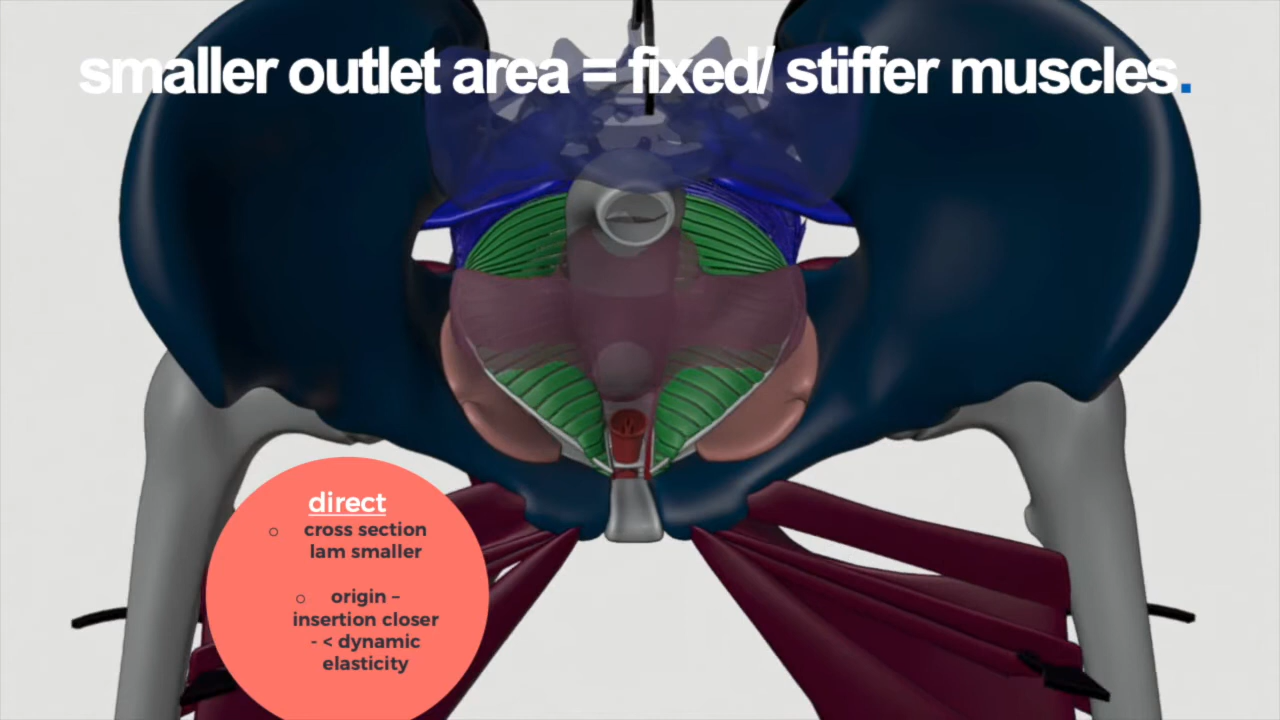 smaller outlet area = fixed/ stiffer muscles.
direct
○ cross section
lam smaller
○ origin –
insertion closer
- < dynamic
elasticity